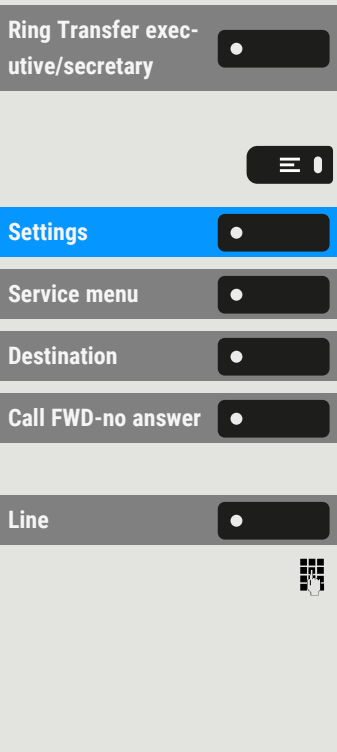 Ring Transfer exec-
utive/secretary
Settings
Service menu
Destination
Call FWD-no answer
Line